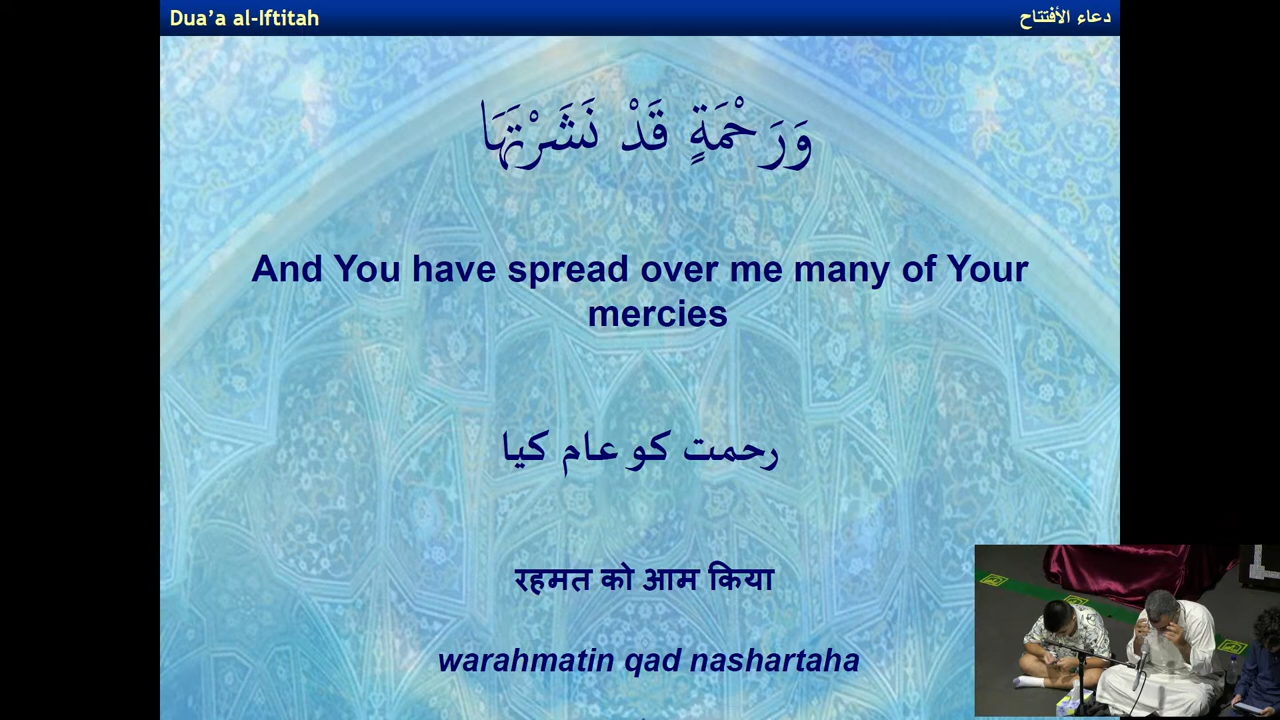 Dua’a al-Iftitah
دعاء الأفتتاح
وَرَحْمَةٍ قَدْ نَشَرْتَهَا
And You have spread over me many of Your
mercies
رحمت کو عام کیا
रहमत को आम किया
warahmatin qad nashartaha